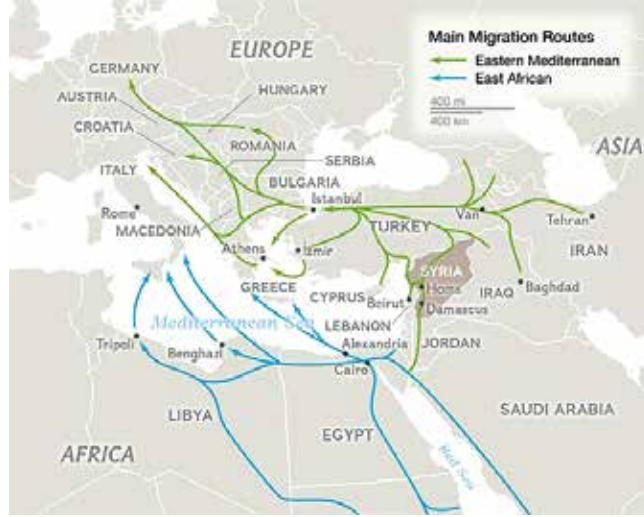 Main Migration Routes
Eastern Mediterranean
East African
400 mi
400 km
EUROPE
GERMANY
AUSTRIA
HUNGARY
CROATIA
ROMANIA
ASIA
ITALY
SERBIA
BULGARIA
Istanbul
Rome
MACEDONIA
TURKEY
Van
Tehran
Athens
Izmir
IRAN
SYRIA
GREECE
CYPRUS
Homs
IRAQ
Baghdad
Beirut
Damascus
LEBANON
Mediterranean Sea
Tripoli
Benghazi
Alexandria
JORDAN
Cairo
LIBYA
EGYPT
SAUDI ARABIA
AFRICA
Red Sea